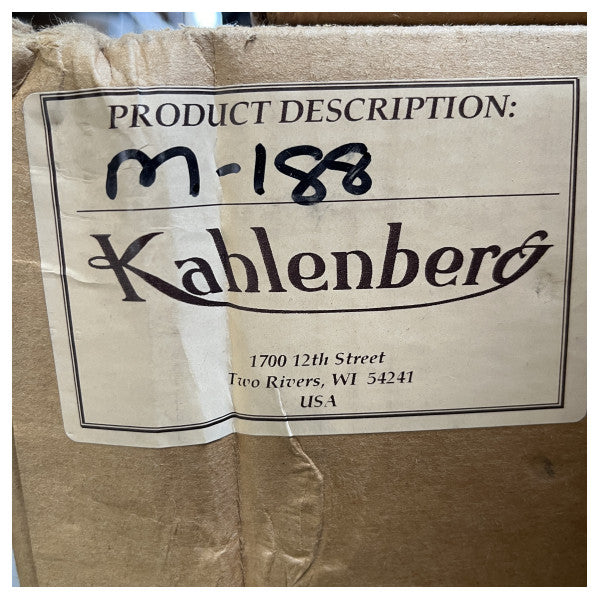 PRODUCT DESCRIPTION:
M-188
Kahlenberg
1700 12th Street
Two Rivers, WI 54241
USA